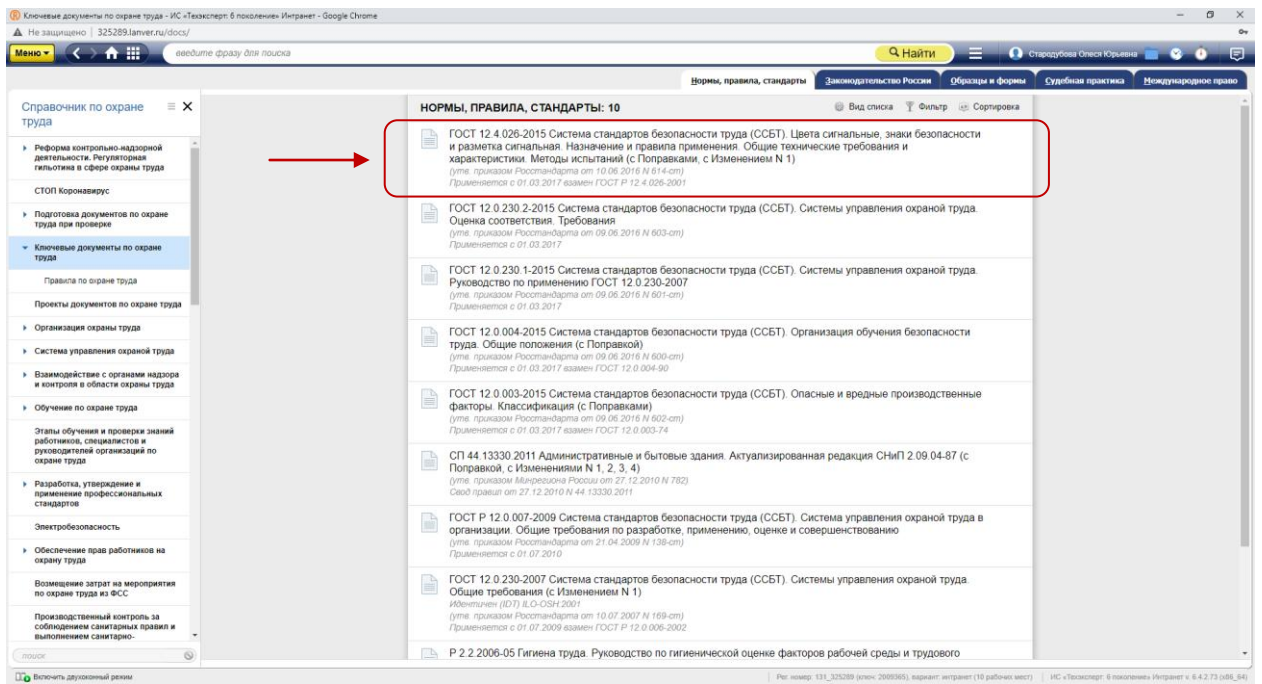 Ключевые документы по охране труда - ИС «Техэксперт: 6 поколение» Интранет - Google Chrome
Не защищено | 325289.lanver.ru/docs/
Меню
введите фразу для поиска
Найти
Стародубова Олеся Юрьевна
Нормы, правила, стандарты
Законодательство России
Образцы и формы
Судебная практика
Международное право
Справочник по охране
труда
Реформа контрольно-надзорной
деятельности. Регуляторная
гильотина в сфере охраны труда
СТОП Коронавирус
Подготовка документов по охране
труда при проверке
Ключевые документы по охране
труда
Правила по охране труда
Проекты документов по охране труда
Организация охраны труда
Система управления охраной труда
Взаимодействие с органами надзора
и контроля в области охраны труда
Обучение по охране труда
Этапы обучения и проверки знаний
работников, специалистов и
руководителей организаций по
охране труда
Разработка, утверждение и
применение профессиональных
стандартов
Электробезопасность
Обеспечение прав работников на
охрану труда
Возмещение затрат на мероприятия
по охране труда из ФСС
Производственный контроль за
соблюдением санитарных правил и
выполнением санитарно-
поиск
НОРМЫ, ПРАВИЛА, СТАНДАРТЫ: 10
Вид списка
Фильтр
Сортировка
ГОСТ 12.4.026-2015 Система стандартов безопасности труда (ССБТ). Цвета сигнальные, знаки безопасности
и разметка сигнальная. Назначение и правила применения. Общие технические требования и
характеристики. Методы испытаний (с Поправками, с Изменением N 1)
(утв. приказом Росстандарта от 10.06.2016 N 614-ст)
Применяется с 01.03.2017 взамен ГОСТ Р 12.4.026-2001
ГОСТ 12.0.230.2-2015 Система стандартов безопасности труда (ССБТ). Системы управления охраной труда.
Оценка соответствия. Требования
(утв. приказом Росстандарта от 09.06.2016 N 603-ст)
Применяется с 01.03.2017
ГОСТ 12.0.230.1-2015 Система стандартов безопасности труда (ССБТ). Системы управления охраной труда.
Руководство по применению ГОСТ 12.0.230-2007
(утв. приказом Росстандарта от 09.06.2016 N 601-ст)
Применяется с 01.03.2017
ГОСТ 12.0.004-2015 Система стандартов безопасности труда (ССБТ). Организация обучения безопасности
труда. Общие положения (с Поправкой)
(утв. приказом Росстандарта от 09.06.2016 N 600-ст)
Применяется с 01.03.2017 взамен ГОСТ 12.0.004-90
ГОСТ 12.0.003-2015 Система стандартов безопасности труда (ССБТ). Опасные и вредные производственные
факторы. Классификация (с Поправками)
(утв. приказом Росстандарта от 09.06.2016 N 602-ст)
Применяется с 01.03.2017 взамен ГОСТ 12.0.003-74
СП 44.13330.2011 Административные и бытовые здания. Актуализированная редакция СНиП 2.09.04-87 (с
Поправкой, с Изменениями N 1, 2, 3, 4)
(утв. приказом Минрегиона России от 27.12.2010 N 782)
Свод правил от 27.12.2010 N 44.13330.2011
ГОСТ Р 12.0.007-2009 Система стандартов безопасности труда (ССБТ). Система управления охраной труда в
организации. Общие требования по разработке, применению, оценке и совершенствованию
(утв. приказом Росстандарта от 21.04.2009 N 138-ст)
Применяется с 01.07.2010
ГОСТ 12.0.230-2007 Система стандартов безопасности труда (ССБТ). Системы управления охраной труда.
Общие требования (с Изменением N 1)
Идентичен (IDT) ILO-OSH 2001
(утв. приказом Росстандарта от 10.07.2007 N 169-ст)
Применяется с 01.07.2009 взамен ГОСТ Р 12.0.006-2002
Р 2.2.2006-05 Гигиена труда. Руководство по гигиенической оценке факторов рабочей среды и трудового
Включить двухоконный режим
Рег. номер: 131_325289 (ключ: 2009365), вариант: интранет (10 рабочих мест) | ИС «Техэксперт: 6 поколение» Интранет v. 6.4.2.73 (x86_64)